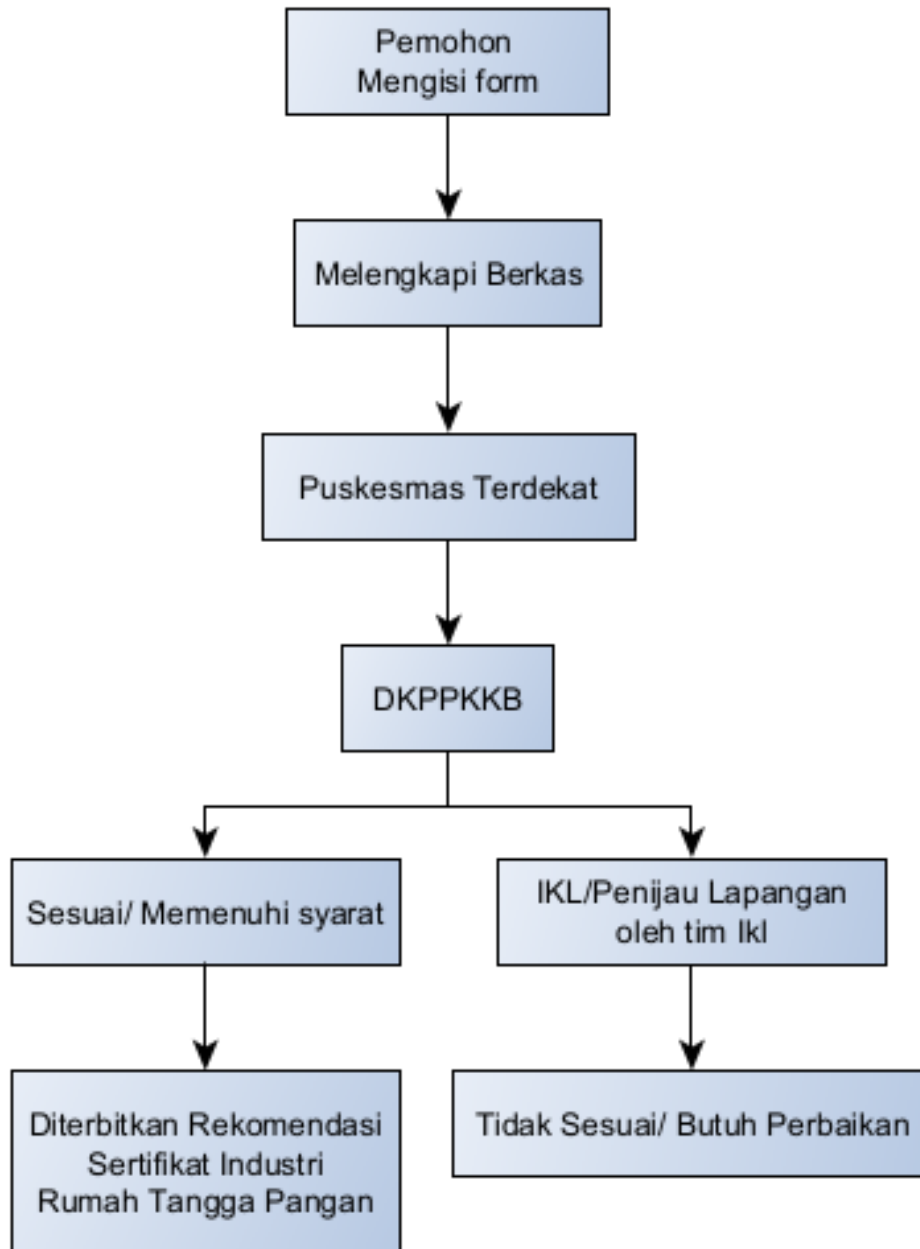 Pemohon
Mengisi form
Melengkapi Berkas
Puskesmas Terdekat
DKPPKKB
Sesuai/ Memenuhi syarat
IKL/Penijau Lapangan
oleh tim Ikl
Diterbitkan Rekomendasi
Sertifikat Industri
Rumah Tangga Pangan
Tidak Sesuai/ Butuh Perbaikan